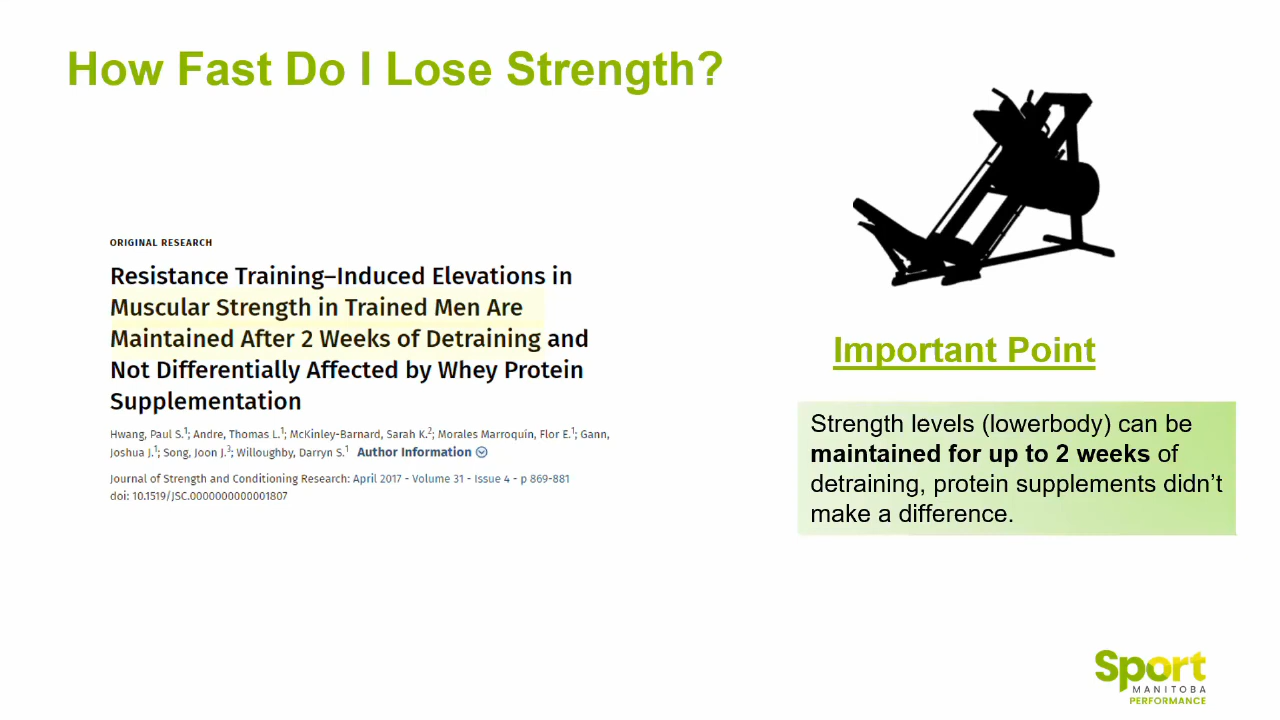 How Fast Do I Lose Strength?
ORIGINAL RESEARCH
Resistance Training–Induced Elevations in
Muscular Strength in Trained Men Are
Maintained After 2 Weeks of Detraining and
Not Differentially Affected by Whey Protein
Supplementation
Hwang, Paul S.1; Andre, Thomas L.1; McKinley-Barnard, Sarah K.2; Morales Marroquín, Flor E.1; Gann,
Joshua J.1; Song, Joon J.3; Willoughby, Darryn S.1 Author Information
Journal of Strength and Conditioning Research: April 2017 - Volume 31 - Issue 4 - p 869-881
doi: 10.1519/JSC.0000000000001807
Important Point
Strength levels (lowerbody) can be
maintained for up to 2 weeks of
detraining, protein supplements didn't
make a difference.
Sport
MANITOBA
PERFORMANCE